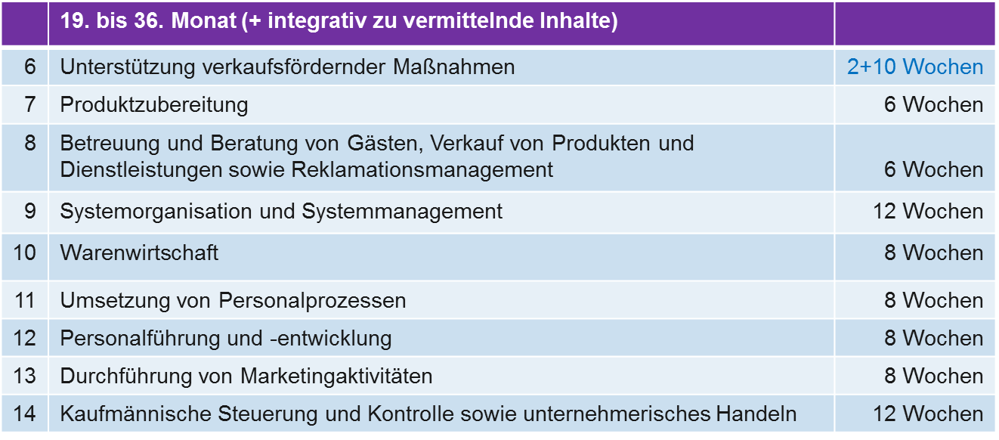 19. bis 36. Monat (+ integrativ zu vermittelnde Inhalte)
6 Unterstützung verkaufsfördernder Maßnahmen 2+10 Wochen
7 Produktzubereitung 6 Wochen
8 Betreuung und Beratung von Gästen, Verkauf von Produkten und
Dienstleistungen sowie Reklamationsmanagement 6 Wochen
9 Systemorganisation und Systemmanagement 12 Wochen
10 Warenwirtschaft 8 Wochen
11 Umsetzung von Personalprozessen 8 Wochen
12 Personalführung und -entwicklung 8 Wochen
13 Durchführung von Marketingaktivitäten 8 Wochen
14 Kaufmännische Steuerung und Kontrolle sowie unternehmerisches Handeln 12 Wochen